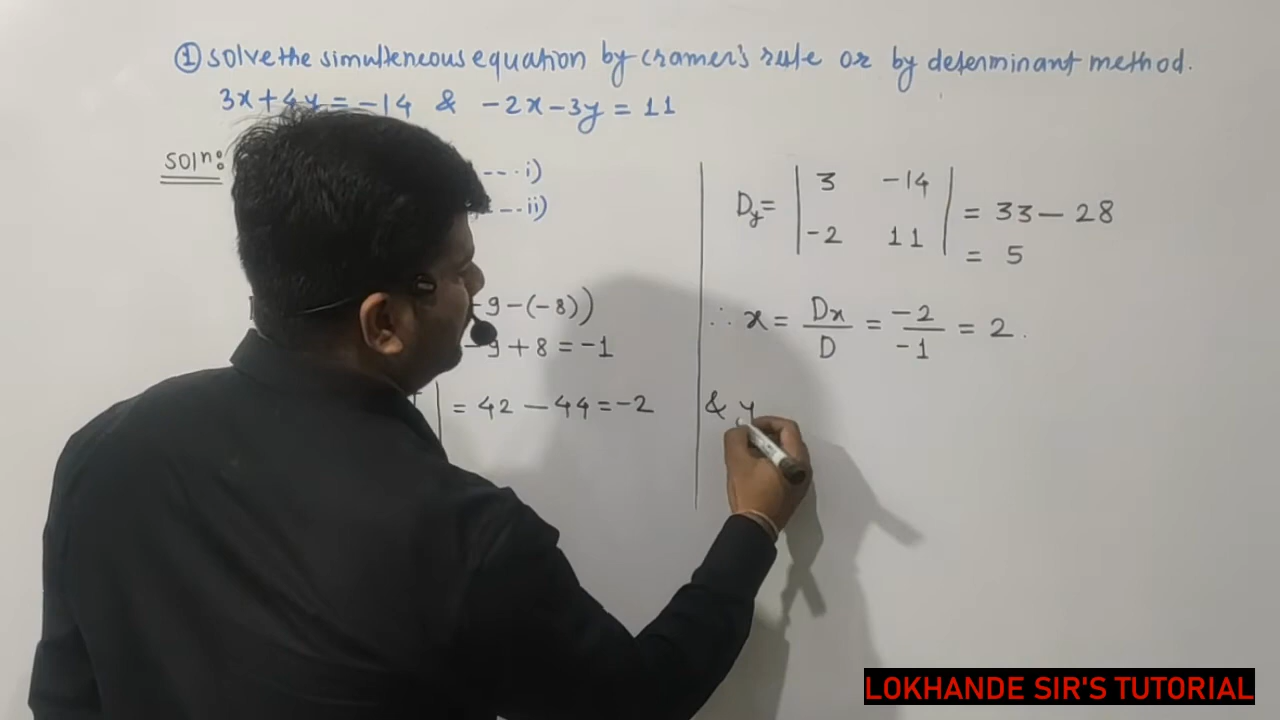 ① solve the simulteneous equation by cramer's rule or by determinant method.
3x + 4y = -14 & -2x - 3y = 11
Soln:
---- i)
--- ii)
-9 - (-8))
-9 + 8 = -1
= 42 - 44 = -2
Dy = | 3 -14 | = 33 - 28
| -2 11 | = 5
∴ x = Dx/D = -2/-1 = 2.
& y
LOKHANDE SIR'S TUTORIAL